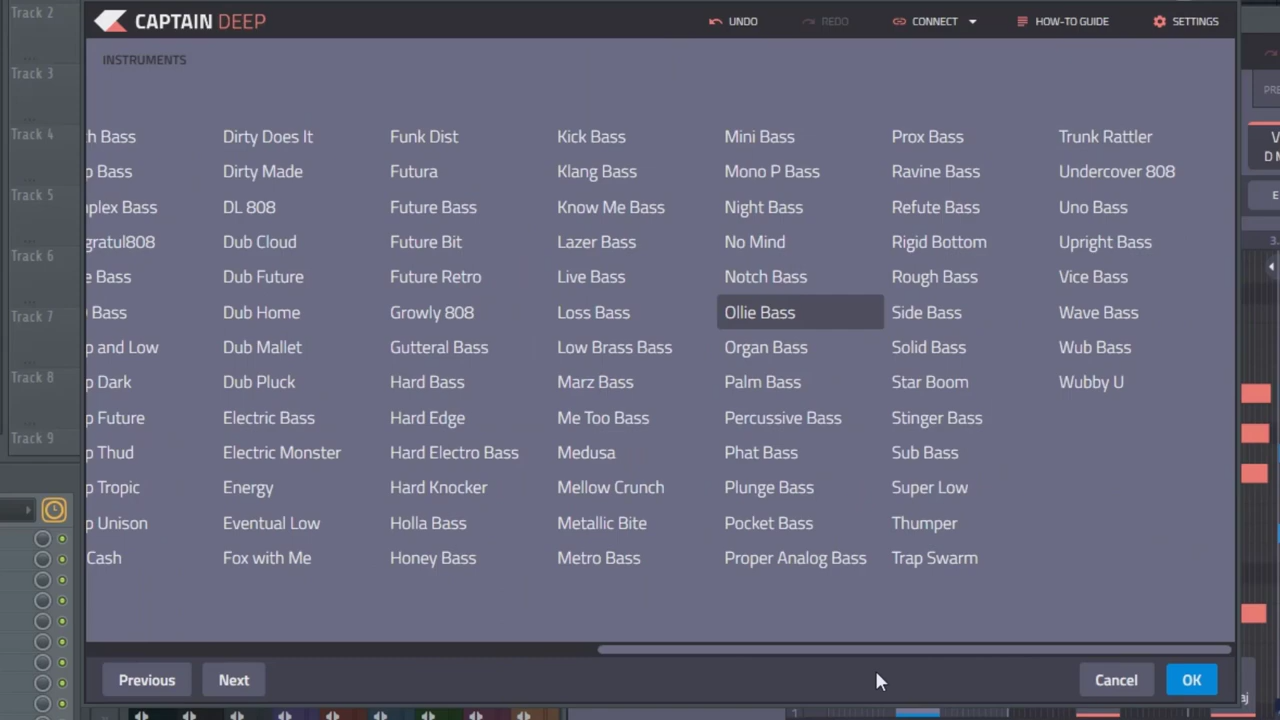 CAPTAIN DEEP
UNDO
REDO
CONNECT
HOW-TO GUIDE
SETTINGS
INSTRUMENTS
Track 2
Track 3
Track 4
Track 5
Track 6
Track 7
Track 8
Track 9
h Bass
p Bass
plex Bass
gratul808
e Bass
Bass
p and Low
p Dark
p Future
p Thud
p Tropic
p Unison
Cash
Dirty Does It
Dirty Made
DL 808
Dub Cloud
Dub Future
Dub Home
Dub Mallet
Dub Pluck
Electric Bass
Electric Monster
Energy
Eventual Low
Fox with Me
Funk Dist
Futura
Future Bass
Future Bit
Future Retro
Growly 808
Gutteral Bass
Hard Bass
Hard Edge
Hard Electro Bass
Hard Knocker
Holla Bass
Honey Bass
Kick Bass
Klang Bass
Know Me Bass
Lazer Bass
Live Bass
Loss Bass
Low Brass Bass
Marz Bass
Me Too Bass
Medusa
Mellow Crunch
Metallic Bite
Metro Bass
Mini Bass
Mono P Bass
Night Bass
No Mind
Notch Bass
Ollie Bass
Organ Bass
Palm Bass
Percussive Bass
Phat Bass
Plunge Bass
Pocket Bass
Proper Analog Bass
Prox Bass
Ravine Bass
Refute Bass
Rigid Bottom
Rough Bass
Side Bass
Solid Bass
Star Boom
Stinger Bass
Sub Bass
Super Low
Thumper
Trap Swarm
Trunk Rattler
Undercover 808
Uno Bass
Upright Bass
Vice Bass
Wave Bass
Wub Bass
Wubby U
PRE
V
D M
E
3.
Previous
Next
Cancel
OK
aj
1